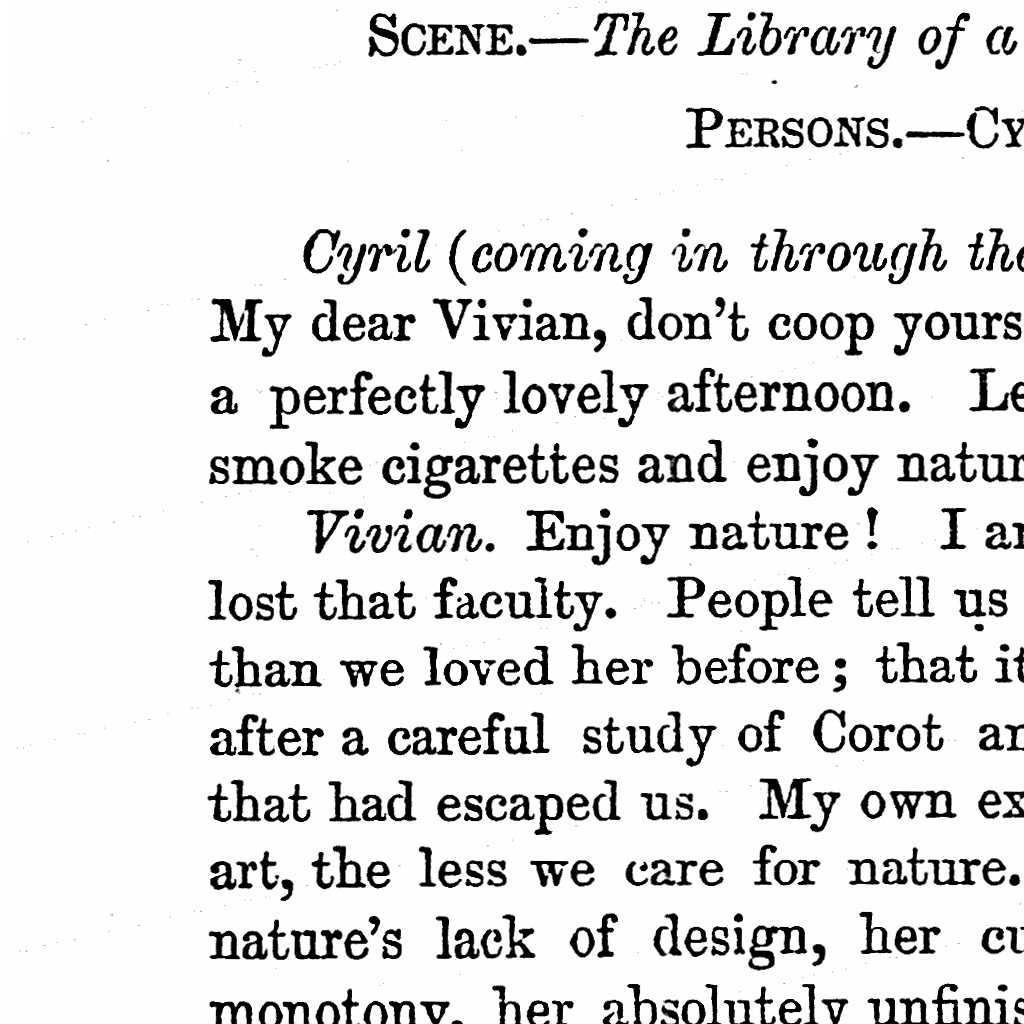 SCENE.—The Library of a
PERSONS.—CY
Cyril (coming in through the
My dear Vivian, don't coop yours
a perfectly lovely afternoon. Le
smoke cigarettes and enjoy natur
Vivian. Enjoy nature! I am
lost that faculty. People tell us
than we loved her before; that it
after a careful study of Corot an
that had escaped us. My own ex
art, the less we care for nature.
nature's lack of design, her cu
monotony, her absolutely unfinis